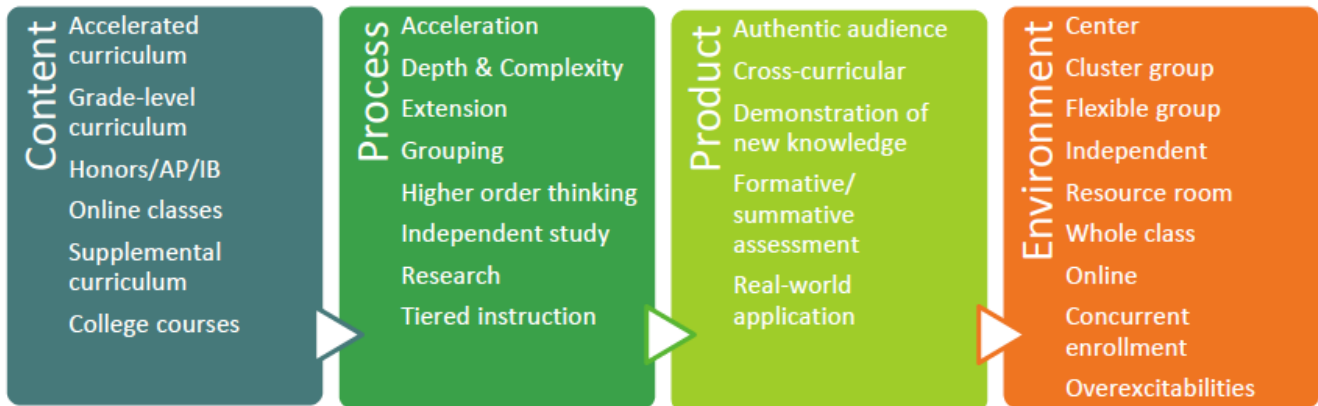 Content
Accelerated
curriculum
Grade-level
curriculum
Honors/AP/IB
Online classes
Supplemental
curriculum
College courses
Process
Acceleration
Depth & Complexity
Extension
Grouping
Higher order thinking
Independent study
Research
Tiered instruction
Product
Authentic audience
Cross-curricular
Demonstration of
new knowledge
Formative/
summative
assessment
Real-world
application
Environment
Center
Cluster group
Flexible group
Independent
Resource room
Whole class
Online
Concurrent
enrollment
Overexcitabilities